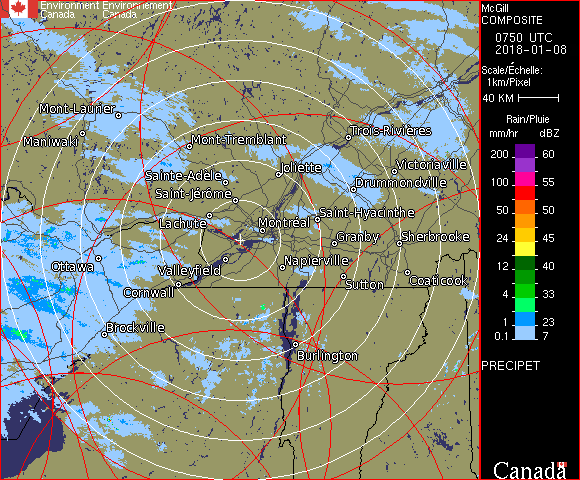 Environment Environnement
Canada Canada
McGill
COMPOSITE
0750 UTC
2018-01-08
Scale/Échelle:
1km/Pixel
40 KM
Rain/Pluie
mm/hr dBZ
200 60
100 55
50 50
24 45
12 40
8 33
4 30
1 23
0.1 7
PRECIPET
Canada
Mont-Laurier
Maniwaki
Mont-Tremblant
Trois-Rivières
Joliette
Victoriaville
Sainte-Adèle
Drummondville
Saint-Jérôme
Saint-Hyacinthe
Lachute
Montréal
Granby
Sherbrooke
Ottawa
Valleyfield
Napierville
Cornwall
Sutton
Coaticook
Brockville
Burlington